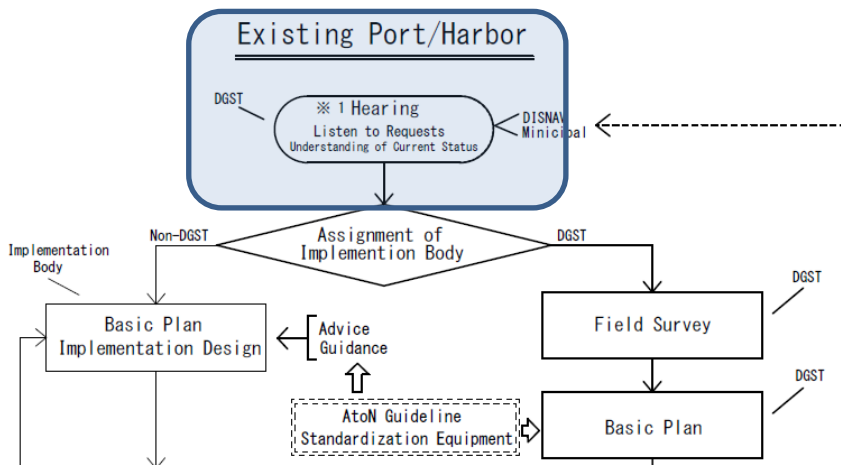 Existing Port/Harbor
DGST
※ 1 Hearing
Listen to Requests
Understanding of Current Status
DISNAV
Minicipal
Non-DGST
Assignment of
Implemention Body
DGST
Implementation
Body
Basic Plan
Implementation Design
Advice
Guidance
Field Survey
DGST
AtoN Guideline
Standardization Equipment
Basic Plan
DGST